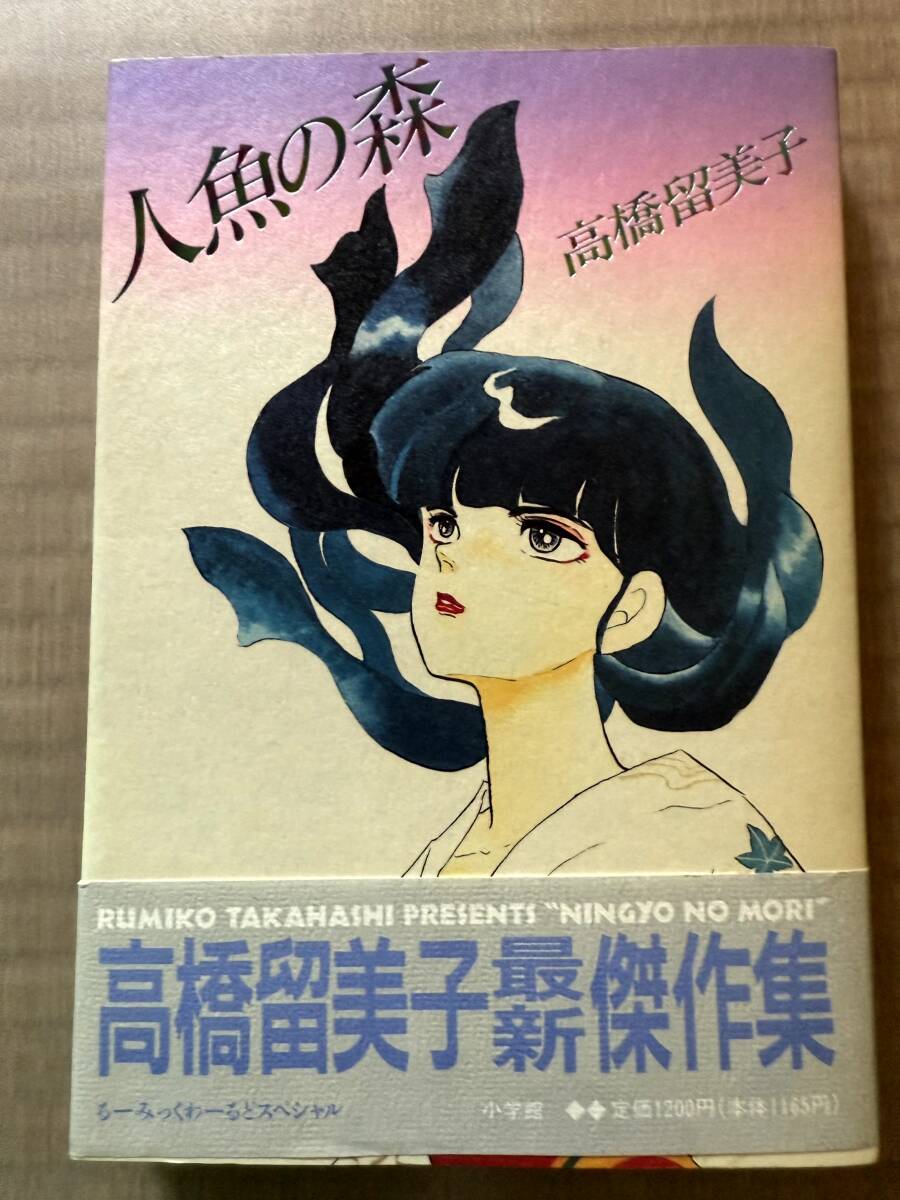 人魚の森
高橋留美子
RUMIKO TAKAHASHI PRESENTS "NINGYO NO MORI"
高橋留美子最新傑作集
るーみっくわーるどスペシャル
小学館 定価1200円(本体1165円)